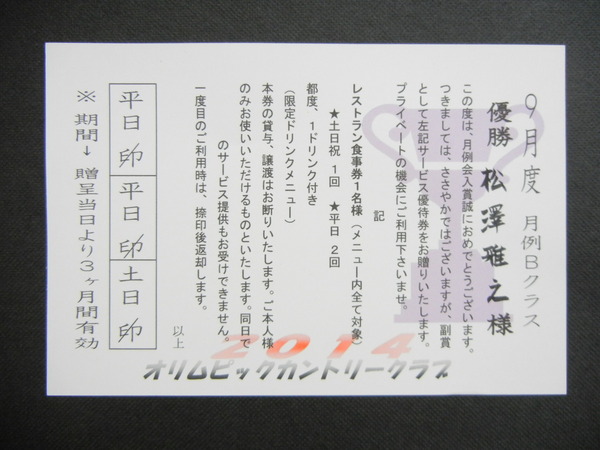 9月度 月例Bクラス
優勝 松澤雅之様
この度は、月例会入賞誠におめでとうございます。
つきましては、ささやかではございますが、副賞
として左記サービス優待券をお贈りいたします。
プライベートの機会にご利用下さいませ。
記
レストラン食事券1名様（メニュー内全て対象）
★土日祝 1回 ★平日 2回
都度、1ドリンク付き
（限定ドリンクメニュー）
本券の貸与、譲渡はお断りいたします。ご本人様
のみお使いいただけるものといたします。同日で
のサービス提供もお受けできません。
一度目のご利用時は、捺印後返却します。
以上
平日 印
平日 印
土日 印
※期間→贈呈当日より3ヶ月間有効
2014
オリムピックカントリークラブ